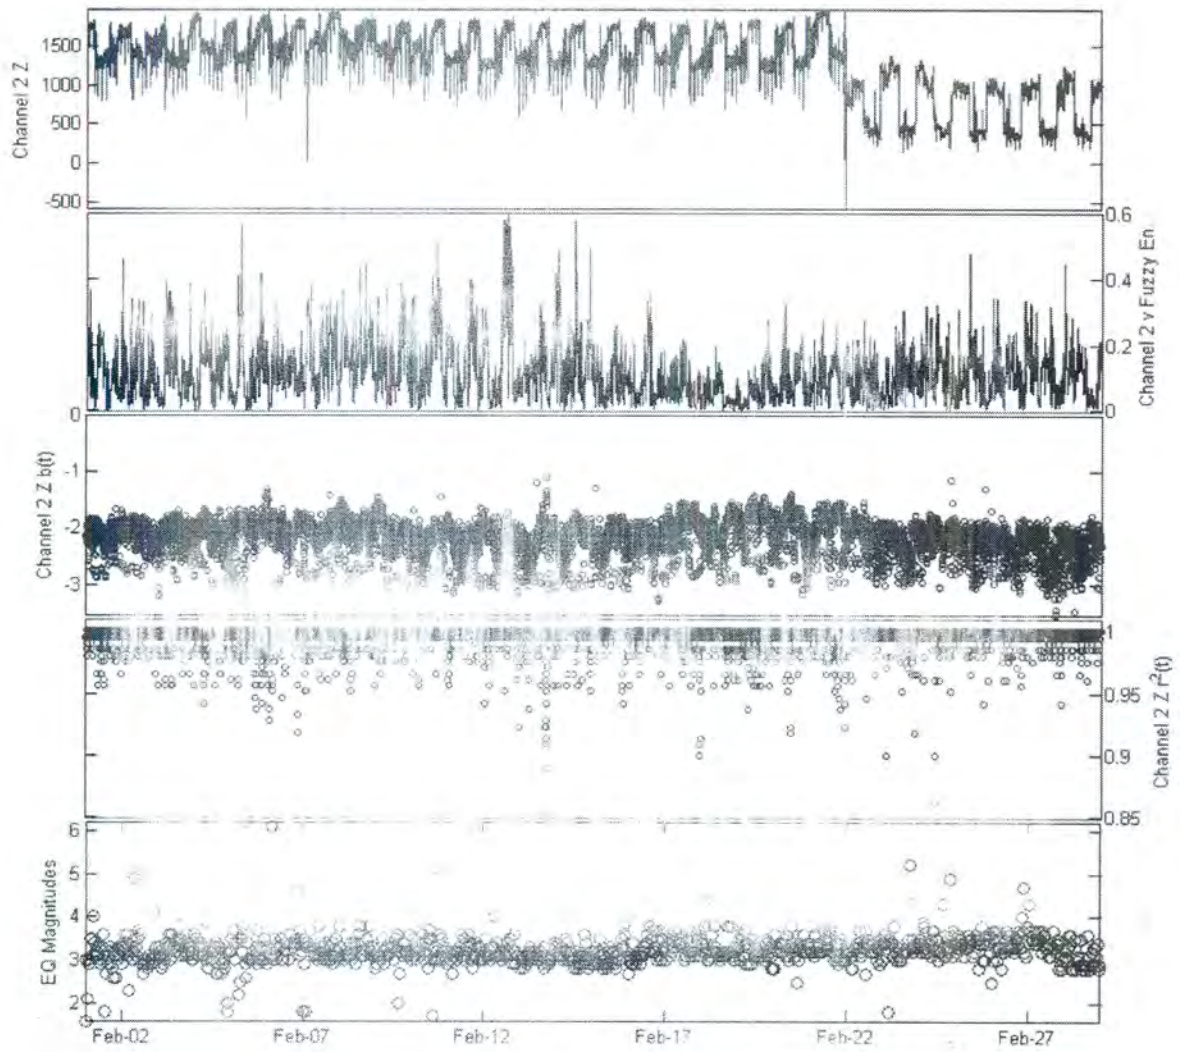 Channel 2 Z
1500
1000
500
0
-500
Channel 2 v Fuzzy En.
0.6
0.4
0.2
0
Channel 2 Z b(t)
0
-1
-2
-3
Channel 2 Z r²(t)
1
0.95
0.9
0.85
EQ Magnitudes
6
5
4
3
2
Feb-02
Feb-07
Feb-12
Feb-17
Feb-22
Feb-27